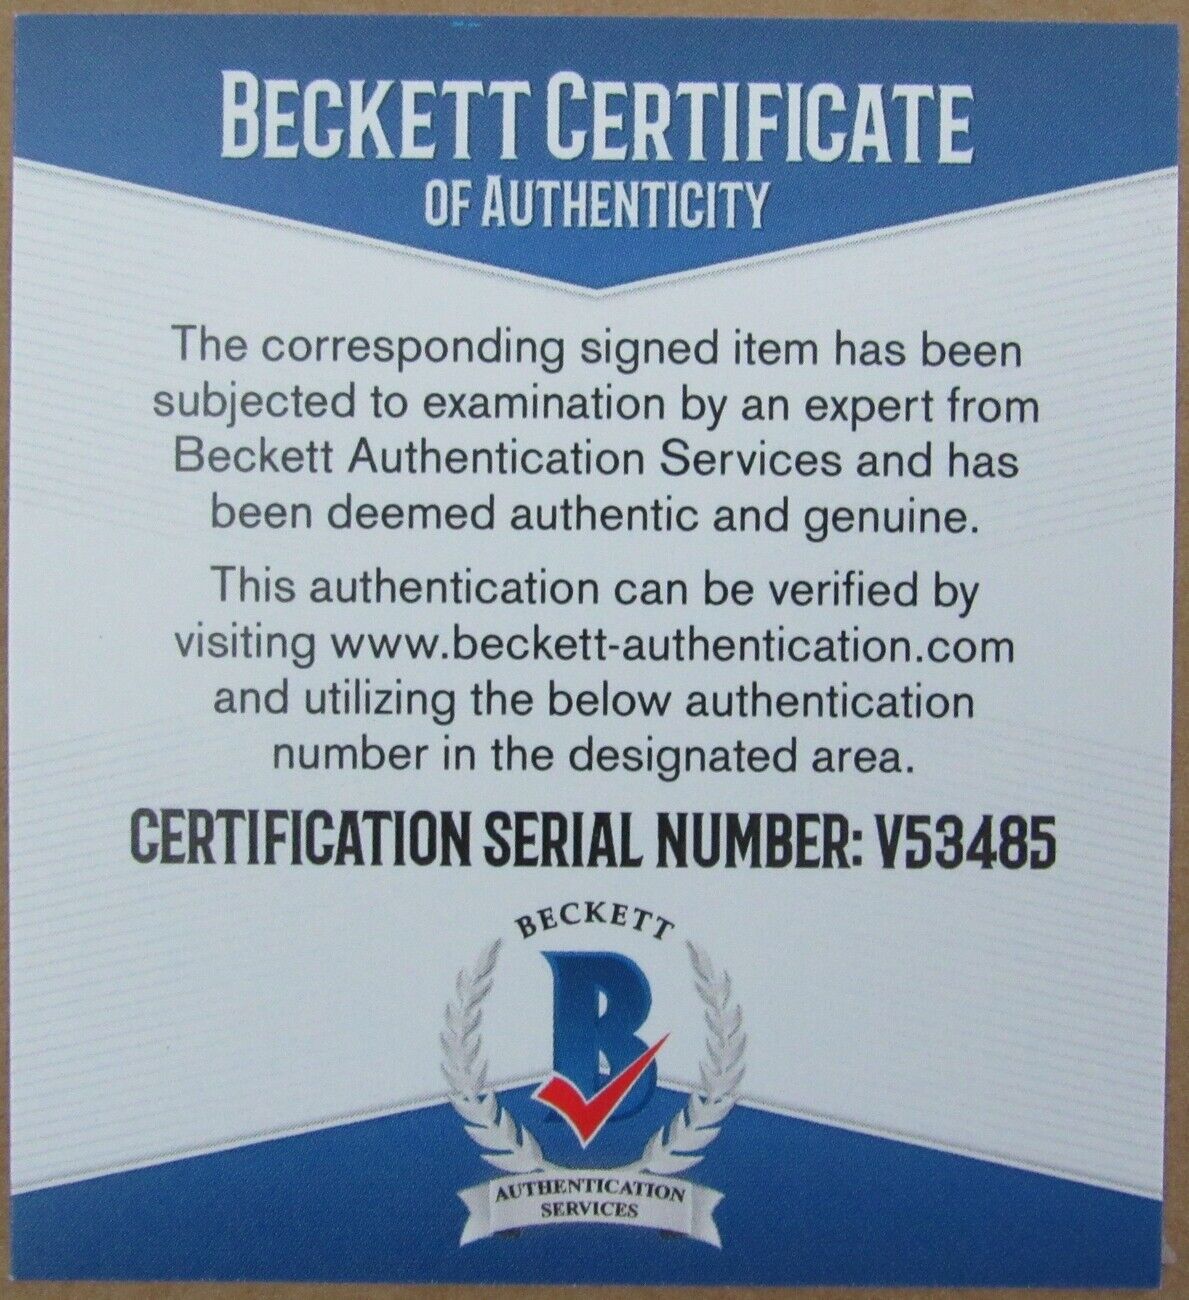 BECKETT CERTIFICATE
OF AUTHENTICITY
The corresponding signed item has been
subjected to examination by an expert from
Beckett Authentication Services and has
been deemed authentic and genuine.
This authentication can be verified by
visiting www.beckett-authentication.com
and utilizing the below authentication
number in the designated area.
CERTIFICATION SERIAL NUMBER: V53485
BECKETT
B
AUTHENTICATION
SERVICES